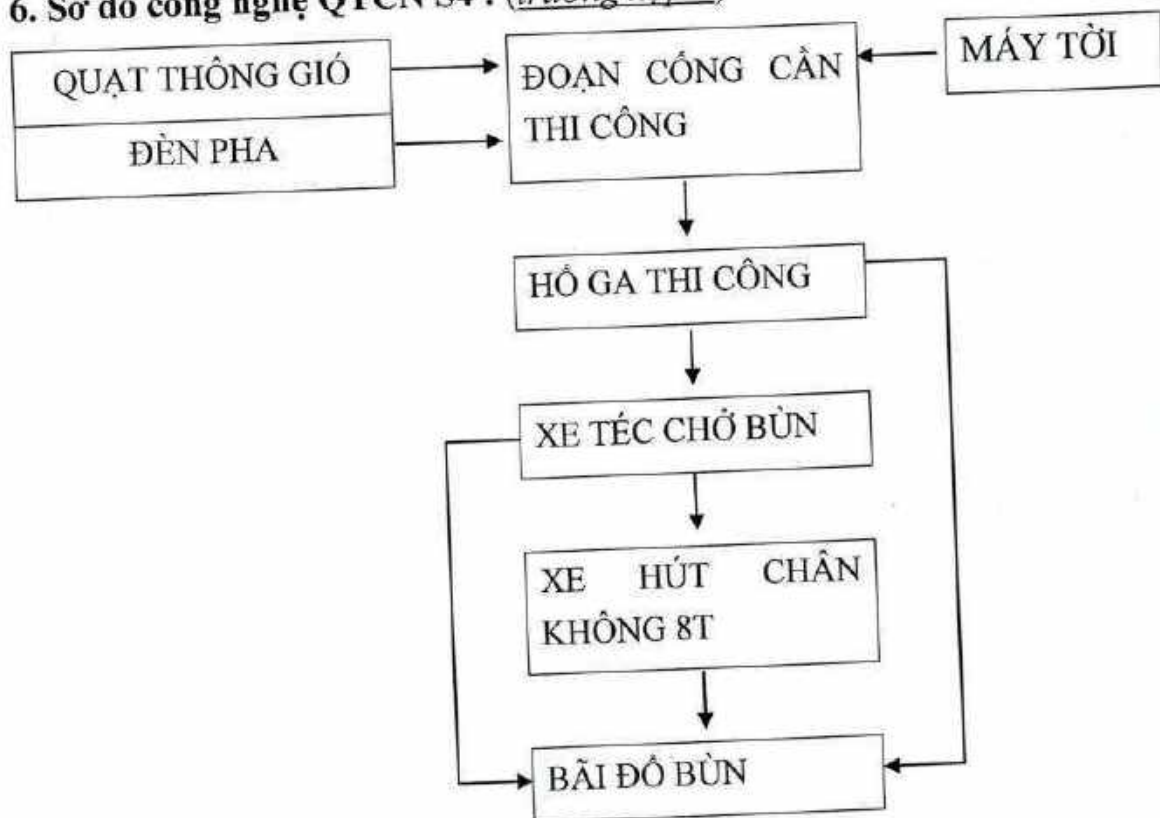 6. Sơ đồ công nghệ QTCN S4 :
QUẠT THÔNG GIÓ
ĐÈN PHA
ĐOẠN CỐNG CẦN
THI CÔNG
MÁY TỜI
HỐ GA THI CÔNG
XE TÉC CHỞ BÙN
XE HÚT CHÂN
KHÔNG 8T
BÃI ĐỔ BÙN